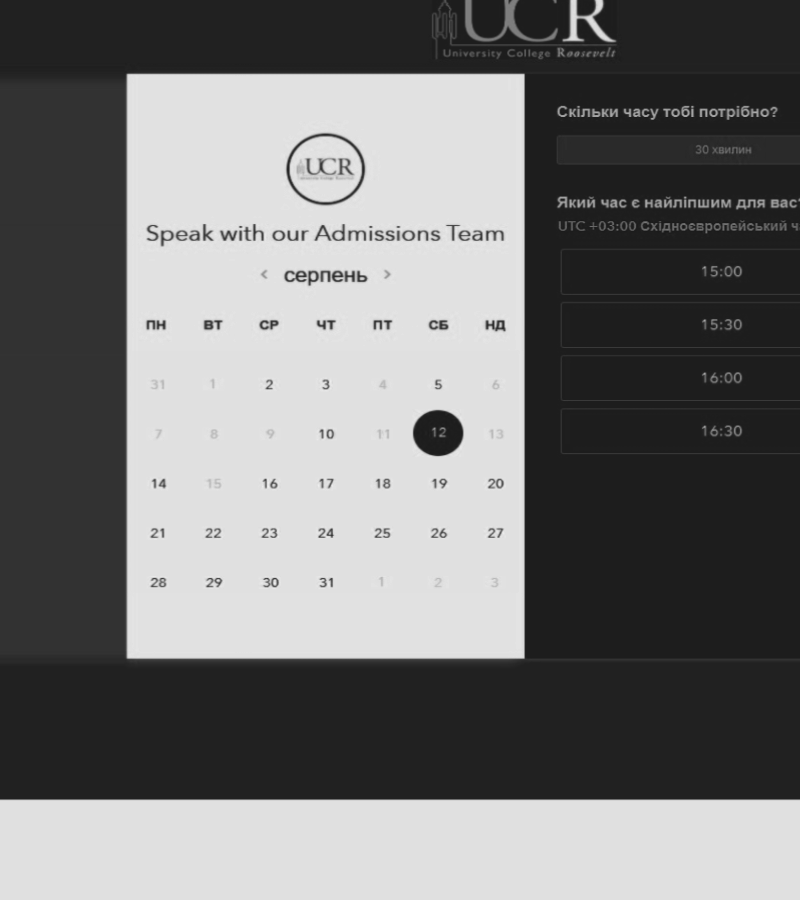 UCR
University College Roosevelt
UCR
Speak with our Admissions Team
< серпень >
ПН ВТ СР ЧТ ПТ СБ НД
31 1 2 3 4 5 6
7 8 9 10 11 12 13
14 15 16 17 18 19 20
21 22 23 24 25 26 27
28 29 30 31 1 2 3
Скільки часу тобі потрібно?
30 хвилин
Який час є найліпшим для вас
UTC +03:00 Східноєвропейський
15:00
15:30
16:00
16:30